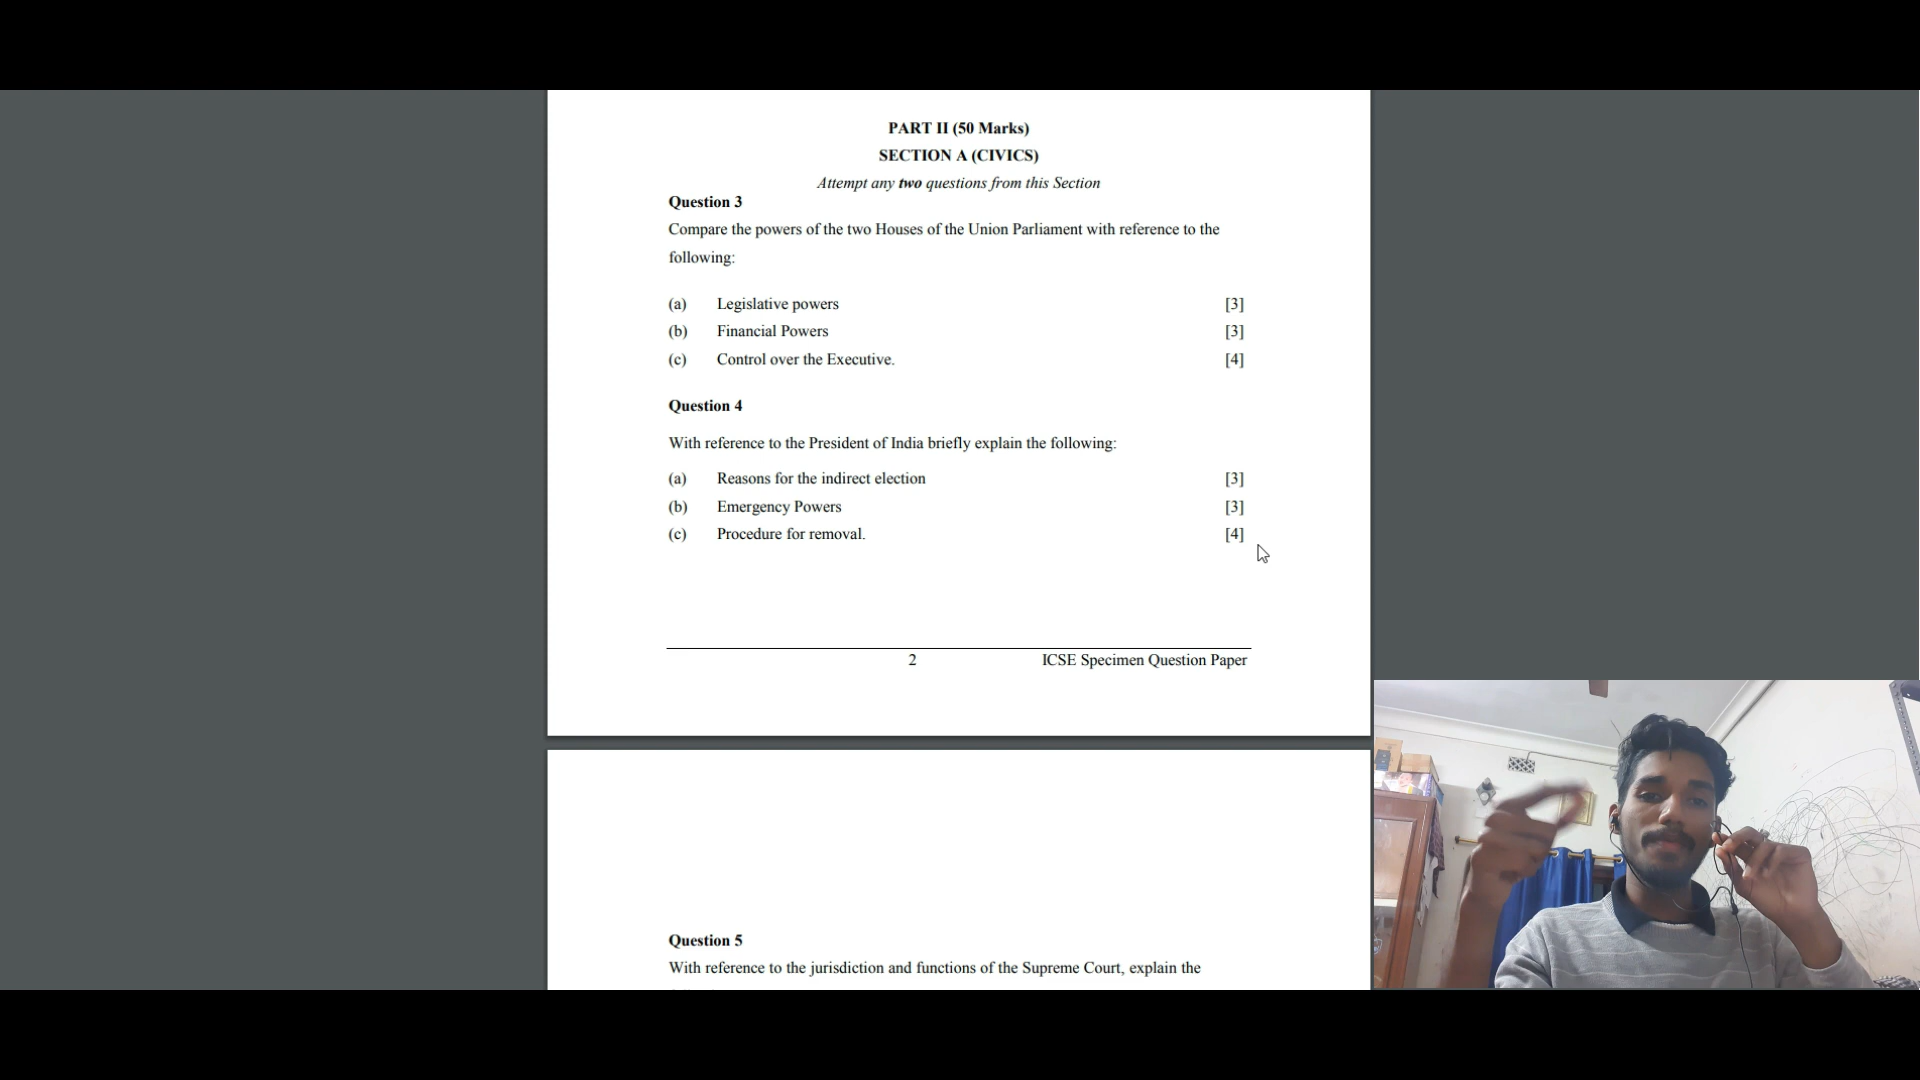 PART II (50 Marks)
SECTION A (CIVICS)
Attempt any two questions from this Section
Question 3
Compare the powers of the two Houses of the Union Parliament with reference to the
following:
(a) Legislative powers [3]
(b) Financial Powers [3]
(c) Control over the Executive. [4]
Question 4
With reference to the President of India briefly explain the following:
(a) Reasons for the indirect election [3]
(b) Emergency Powers [3]
(c) Procedure for removal. [4]
2 ICSE Specimen Question Paper
Question 5
With reference to the jurisdiction and functions of the Supreme Court, explain the